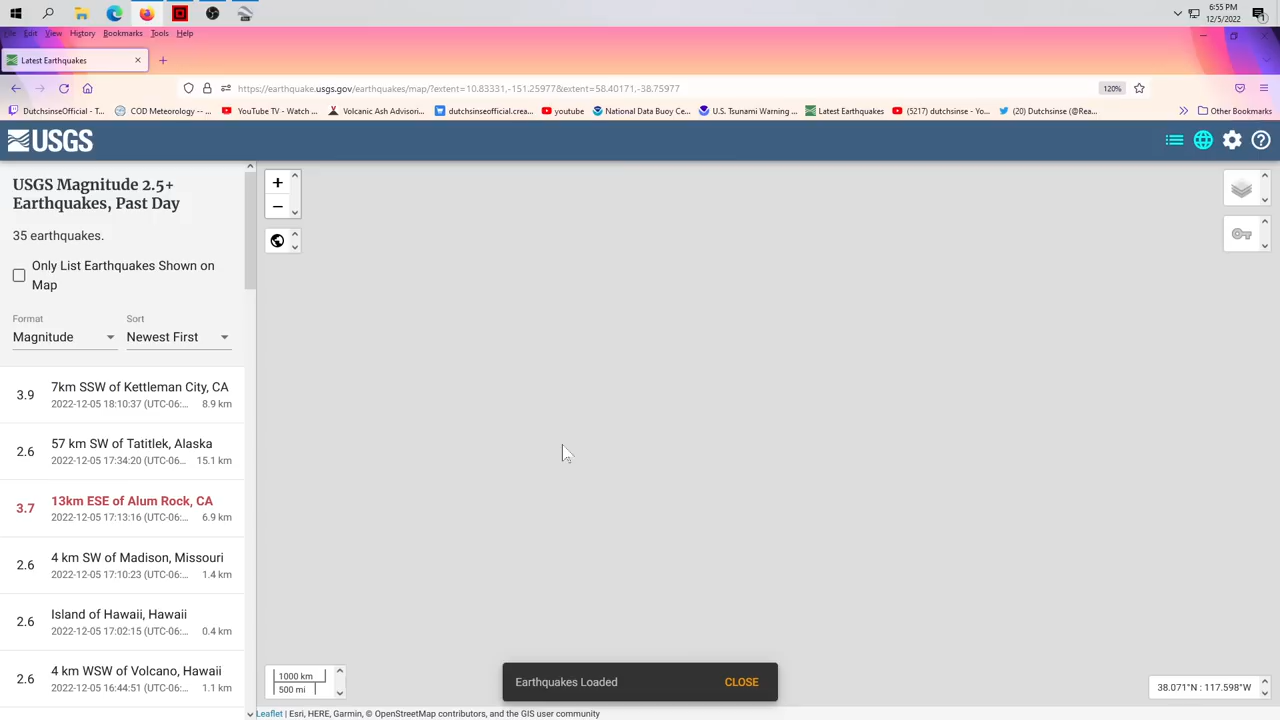 6:55 PM
12/5/2022
File Edit View History Bookmarks Tools Help
Latest Earthquakes
https://earthquake.usgs.gov/earthquakes/map/?extent=10.83331,-151.25977&extent=58.40171,-38.75977
120%
DutchsinseOfficial - T... COD Meteorology -- ... YouTube TV - Watch ... Volcanic Ash Advisori... dutchsinseofficial.crea... youtube National Data Buoy Ce... U.S. Tsunami Warning ... Latest Earthquakes (5217) dutchsinse - Yo... (20) Dutchsinse (@Rea... Other Bookmarks
USGS
USGS Magnitude 2.5+
Earthquakes, Past Day
35 earthquakes.
Only List Earthquakes Shown on
Map
Format Sort
Magnitude Newest First
3.9 7km SSW of Kettleman City, CA
2022-12-05 18:10:37 (UTC-06:... 8.9 km
2.6 57 km SW of Tatitlek, Alaska
2022-12-05 17:34:20 (UTC-06... 15.1 km
3.7 13km ESE of Alum Rock, CA
2022-12-05 17:13:16 (UTC-06:... 6.9 km
2.6 4 km SW of Madison, Missouri
2022-12-05 17:10:23 (UTC-06:... 1.4 km
2.6 Island of Hawaii, Hawaii
2022-12-05 17:02:15 (UTC-06:... 0.4 km
2.6 4 km WSW of Volcano, Hawaii
2022-12-05 16:44:51 (UTC-06:... 1.1 km
1000 km
500 mi
Earthquakes Loaded CLOSE
38.071°N : 117.598°W
Leaflet | Esri, HERE, Garmin, © OpenStreetMap contributors, and the GIS user community